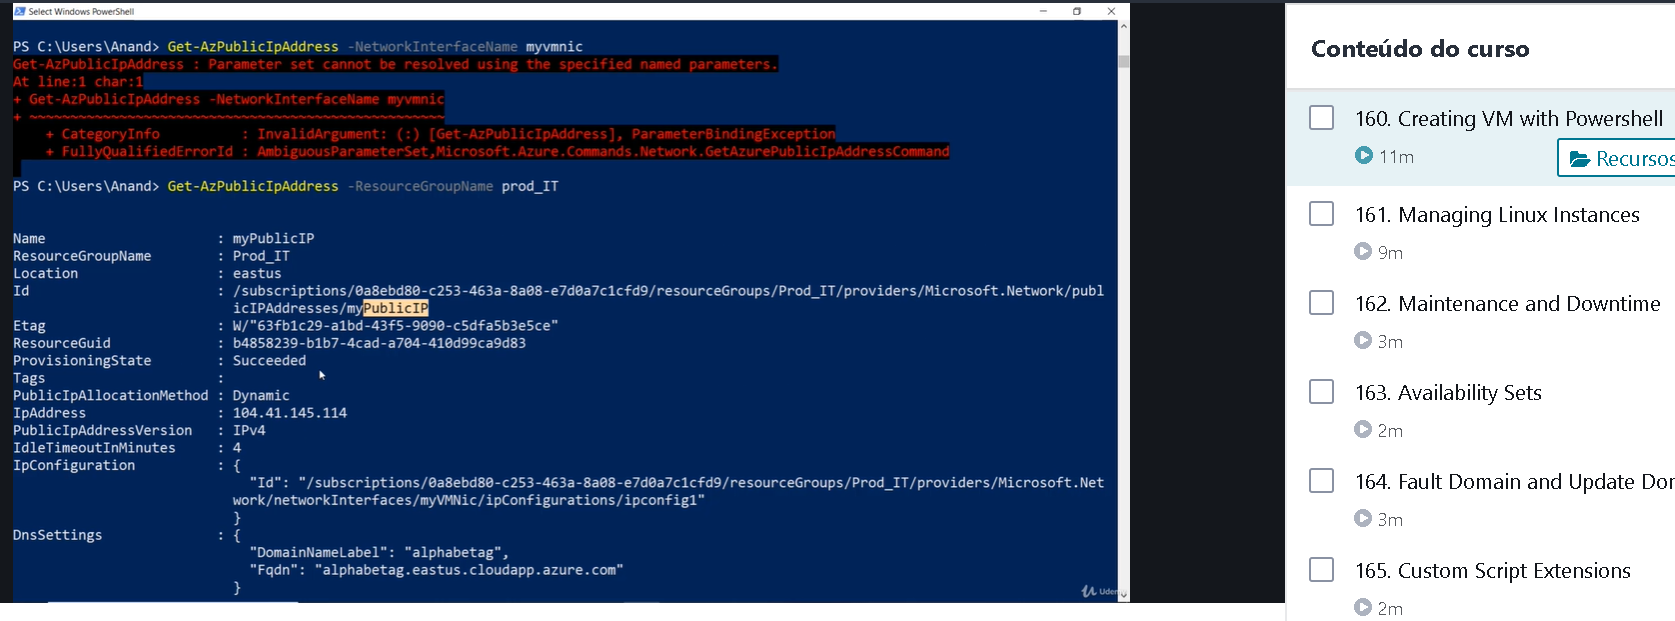 Select Windows PowerShell
PS C:\Users\Anand> Get-AzPublicIpAddress -NetworkInterfaceName myvmnic
Get-AzPublicIpAddress : Parameter set cannot be resolved using the specified named parameters.
At line:1 char:1
+ Get-AzPublicIpAddress -NetworkInterfaceName myvmnic
+ ~~~~~~~~~~~~~~~~~~~~~~~~~~~~~~~~~~~~~~~~~~~~~~~~~~~
+ CategoryInfo : InvalidArgument: (:) [Get-AzPublicIpAddress], ParameterBindingException
+ FullyQualifiedErrorId : AmbiguousParameterSet,Microsoft.Azure.Commands.Network.GetAzurePublicIpAddressCommand
PS C:\Users\Anand> Get-AzPublicIpAddress -ResourceGroupName prod_IT
Name : myPublicIP
ResourceGroupName : Prod_IT
Location : eastus
Id : /subscriptions/0a8ebd80-c253-463a-8a08-e7d0a7c1cfd9/resourceGroups/Prod_IT/providers/Microsoft.Network/publ
icIPAddresses/myPublicIP
Etag : W/"63fb1c29-a1bd-43f5-9090-c5dfa5b3e5ce"
ResourceGuid : b4858239-b1b7-4cad-a704-410d99ca9d83
ProvisioningState : Succeeded
Tags :
PublicIpAllocationMethod : Dynamic
IpAddress : 104.41.145.114
PublicIpAddressVersion : IPv4
IdleTimeoutInMinutes : 4
IpConfiguration : {
"Id": "/subscriptions/0a8ebd80-c253-463a-8a08-e7d0a7c1cfd9/resourceGroups/Prod_IT/providers/Microsoft.Net
work/networkInterfaces/myVMNic/ipConfigurations/ipconfig1"
}
DnsSettings : {
"DomainNameLabel": "alphabetag",
"Fqdn": "alphabetag.eastus.cloudapp.azure.com"
}
Conteúdo do curso
160. Creating VM with Powershell
11m
Recursos
161. Managing Linux Instances
9m
162. Maintenance and Downtime
3m
163. Availability Sets
2m
164. Fault Domain and Update Dor
3m
165. Custom Script Extensions
2m